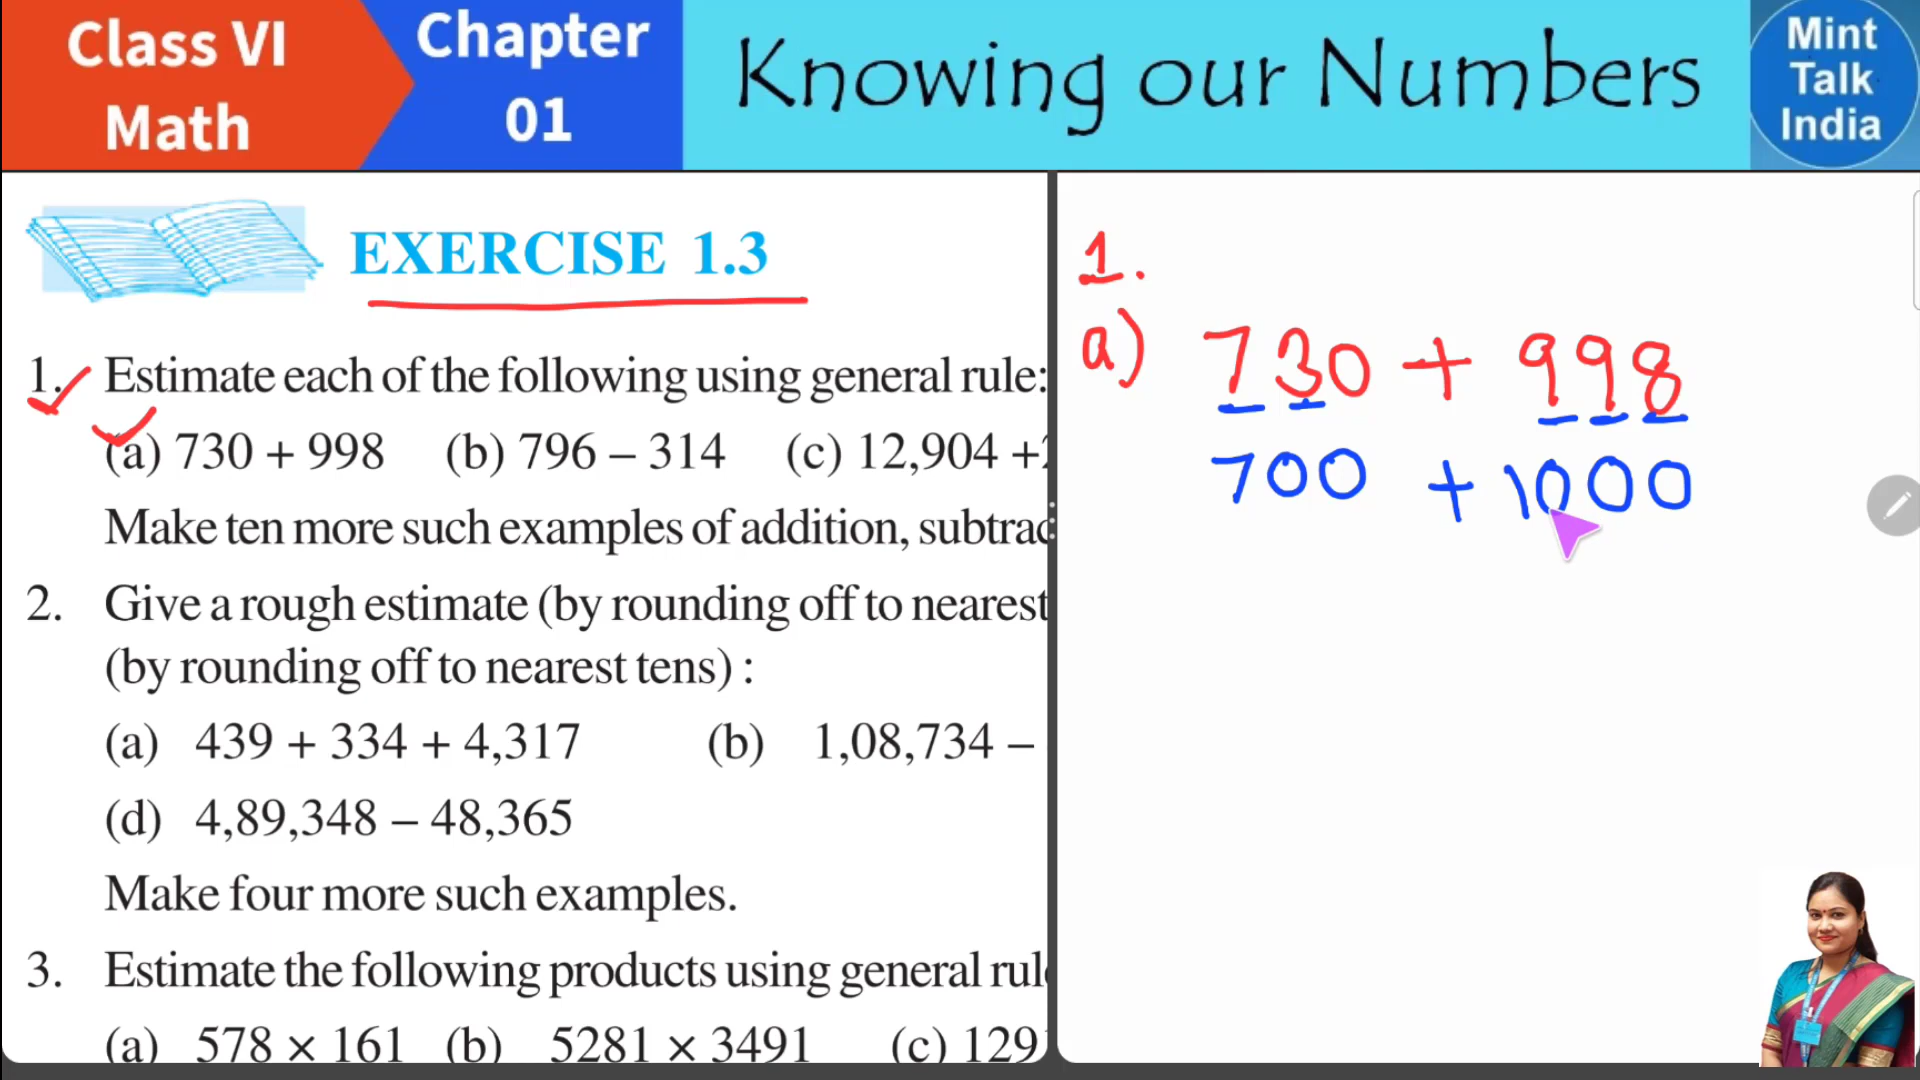 Class VI
Math
Chapter
01
Knowing our Numbers
Mint
Talk
India
EXERCISE 1.3
1. Estimate each of the following using general rule:
(a) 730 + 998 (b) 796 – 314 (c) 12,904 +
Make ten more such examples of addition,
2. Give a rough estimate (by rounding off to nearest
(by rounding off to nearest tens) :
(a) 439 + 334 + 4,317 (b) 1,08,734 –
(d) 4,89,348 – 48,365
Make four more such examples.
3. Estimate the following products using general
(a) 578 × 161 (b) 5281 × 3491 (c) 129
1.
a) 730 + 998
700 + 1000